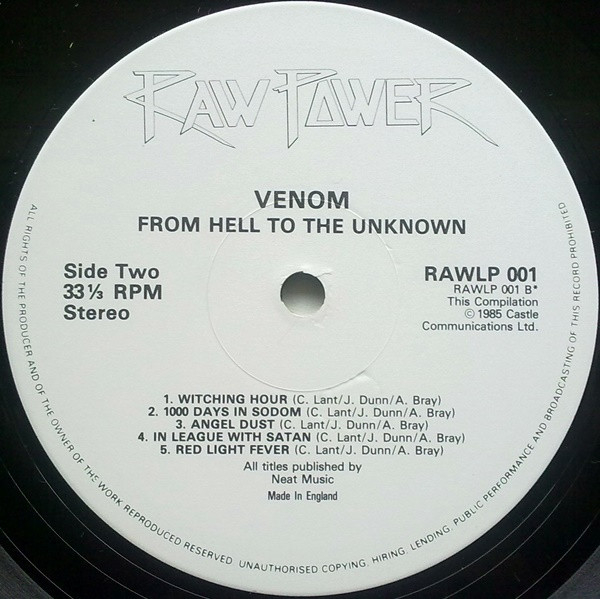 RAW POWER
VENOM
FROM HELL TO THE UNKNOWN
Side Two
33⅓ RPM
Stereo
RAWLP 001
RAWLP 001 B*
This Compilation
© 1985 Castle
Communications Ltd.
1. WITCHING HOUR (C. Lant/J. Dunn/A. Bray)
2. 1000 DAYS IN SODOM (C. Lant/J. Dunn/A. Bray)
3. ANGEL DUST (C. Lant/J. Dunn/A. Bray)
4. IN LEAGUE WITH SATAN (C. Lant/J. Dunn/A. Bray)
5. RED LIGHT FEVER (C. Lant/J. Dunn/A. Bray)
All titles published by
Neat Music
Made In England
ALL RIGHTS OF THE PRODUCER AND OF THE OWNER OF THE WORK REPRODUCED RESERVED. UNAUTHORISED COPYING, HIRING, LENDING, PUBLIC PERFORMANCE AND BROADCASTING OF THIS RECORD PROHIBITED